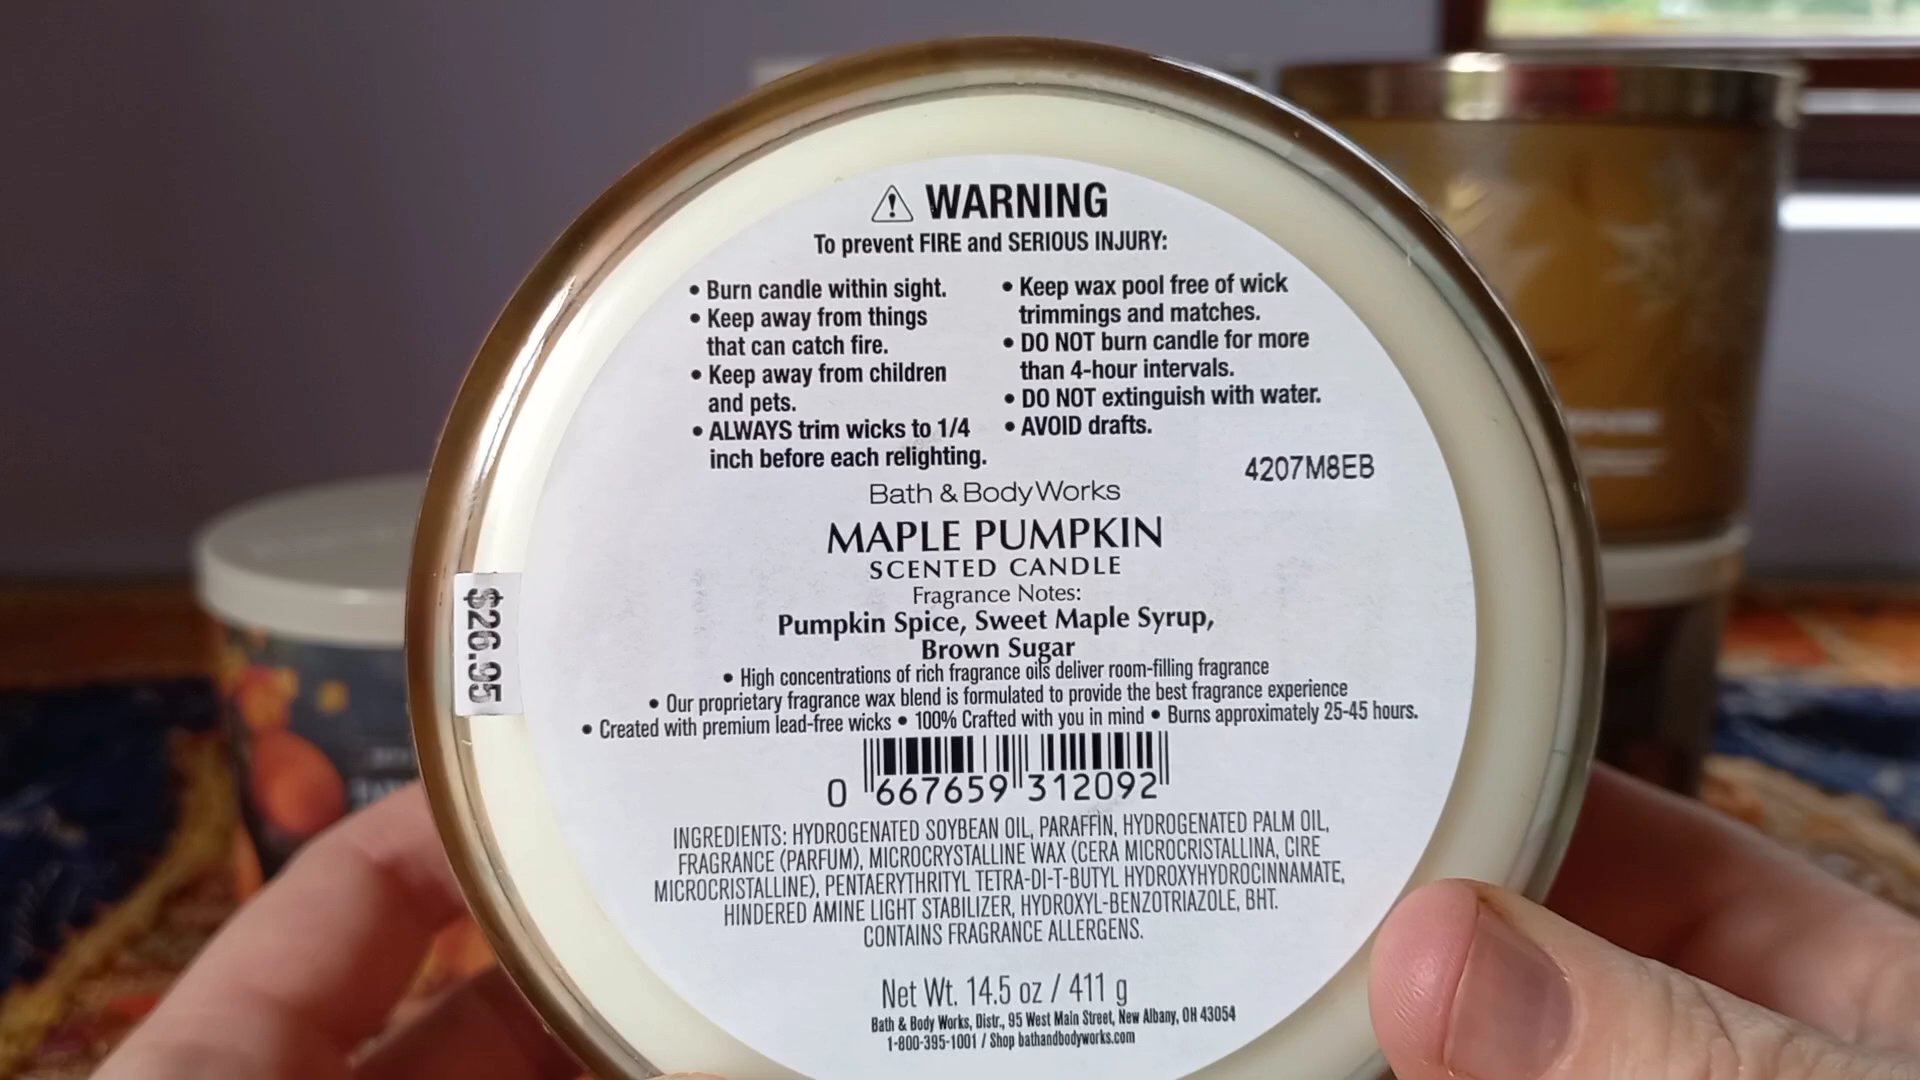 WARNING
To prevent FIRE and SERIOUS INJURY:
• Burn candle within sight.
• Keep away from things
that can catch fire.
• Keep away from children
and pets.
• ALWAYS trim wicks to 1/4
inch before each relighting.
• Keep wax pool free of wick
trimmings and matches.
• DO NOT burn candle for more
than 4-hour intervals.
• DO NOT extinguish with water.
• AVOID drafts.
4207M8EB
Bath & Body Works
MAPLE PUMPKIN
SCENTED CANDLE
Fragrance Notes:
Pumpkin Spice, Sweet Maple Syrup,
Brown Sugar
• High concentrations of rich fragrance oils deliver room-filling fragrance
• Our proprietary fragrance wax blend is formulated to provide the best fragrance experience
• Created with premium lead-free wicks • 100% Crafted with you in mind • Burns approximately 25-45 hours.
$26.95
0 667659 312092
INGREDIENTS: HYDROGENATED SOYBEAN OIL, PARAFFIN, HYDROGENATED PALM OIL,
FRAGRANCE (PARFUM), MICROCRYSTALLINE WAX (CERA MICROCRISTALLINA, CIRE
MICROCRISTALLINE), PENTAERYTHRITYL TETRA-DI-T-BUTYL HYDROXYHYDROCINNAMATE,
HINDERED AMINE LIGHT STABILIZER, HYDROXYL-BENZOTRIAZOLE, BHT.
CONTAINS FRAGRANCE ALLERGENS.
Net Wt. 14.5 oz / 411 g
Bath & Body Works, Distr., 95 West Main Street, New Albany, OH 43054
1-800-395-1001 / Shop bathandbodyworks.com